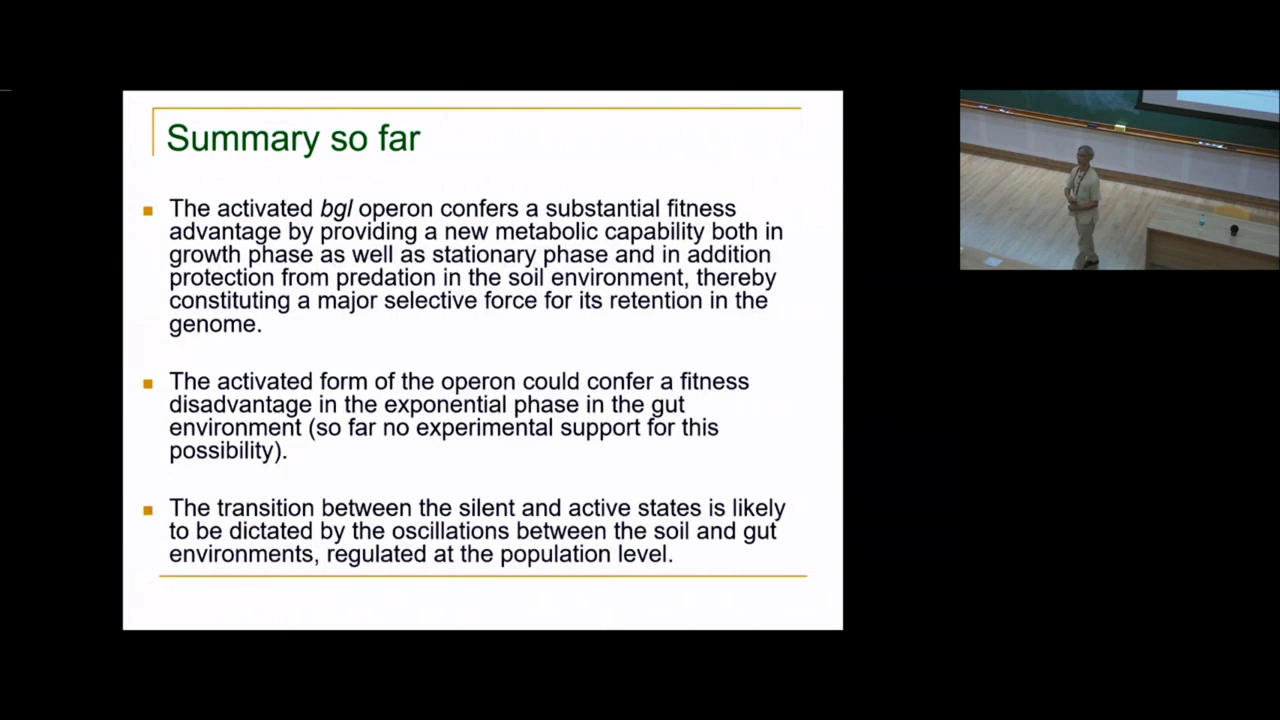 Summary so far
The activated bgl operon confers a substantial fitness
advantage by providing a new metabolic capability both in
growth phase as well as stationary phase and in addition
protection from predation in the soil environment, thereby
constituting a major selective force for its retention in the
genome.
The activated form of the operon could confer a fitness
disadvantage in the exponential phase in the gut
environment (so far no experimental support for this
possibility).
The transition between the silent and active states is likely
to be dictated by the oscillations between the soil and gut
environments, regulated at the population level.